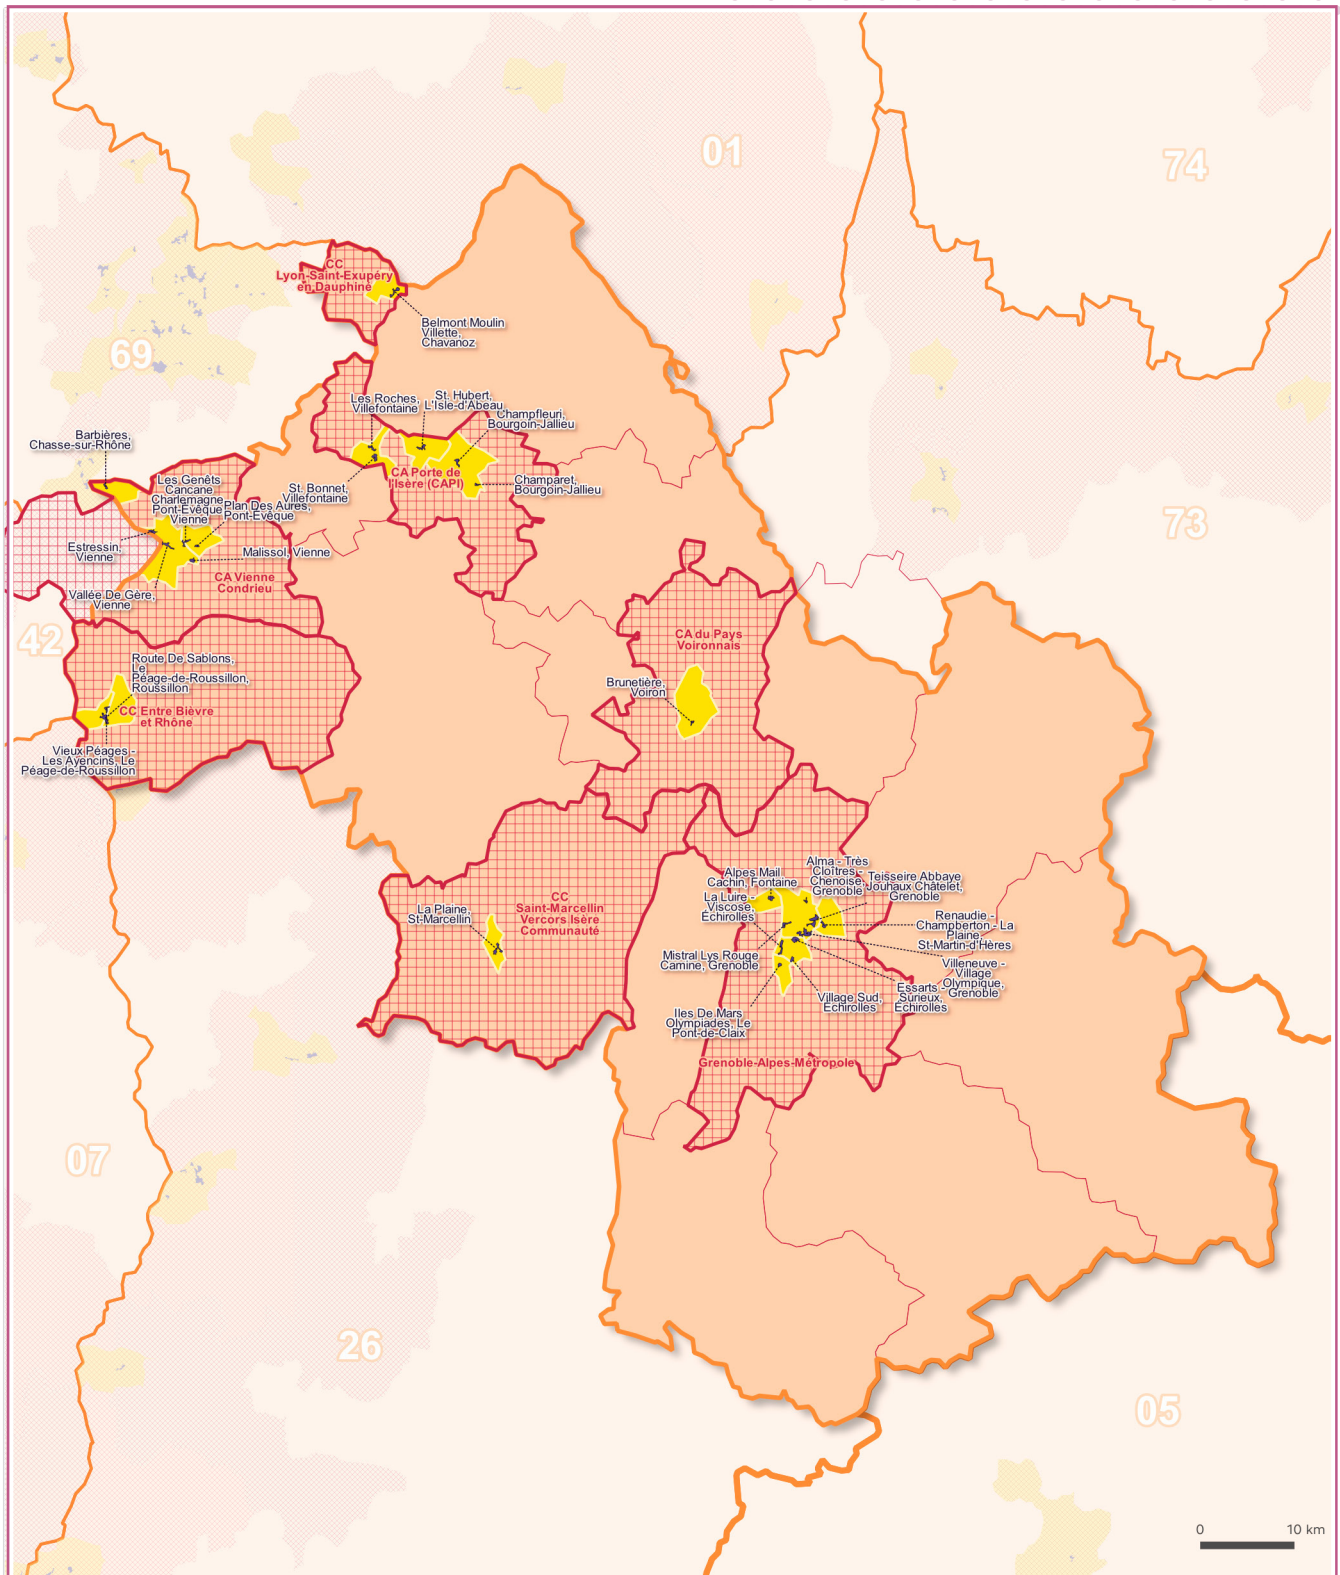 01
74
69
CC
Lyon-Saint-Exupéry
en Dauphiné
Belmont Moulin
Villette,
Chavanoz
Les Roches,
Villefontaine
St. Hubert,
L'Isle-d'Abeau
Champfleuri,
Bourgoin-Jallieu
Barbières,
Chasse-sur-Rhône
CA Porte de
l'Isère (CAPI)
Champaret,
Bourgoin-Jallieu
St. Bonnet,
Villefontaine
Les Genêts
Cancane
Charlemagne
Pont-Evêque
Vienne
Plan Des Aures,
Pont-Evêque
73
Estressin,
Vienne
Malissol, Vienne
CA Vienne
Condrieu
Vallée De Gère,
Vienne
42
CA du Pays
Voironnais
Route De Sablons,
Le
Péage-de-Roussillon,
Roussillon
Brunetière,
Voiron
CC Entre Bièvre
et Rhône
Vieux Péages -
Les Ayencins, Le
Péage-de-Roussillon
Alpes Mail
Cachin, Fontaine
Alma - Très
Cloîtres -
Chenoise,
Grenoble
Teisseire Abbaye
Jouhaux Châtelet,
Grenoble
La Luire -
Viscose,
Échirolles
CC
Saint-Marcellin
Vercors Isère
Communauté
La Plaine,
St-Marcellin
Renaudie -
Champberton - La
Plaine,
St-Martin-d'Hères
Mistral Lys Rouge
Camine, Grenoble
Villeneuve -
Village
Olympique,
Grenoble
Essarts -
Surieux,
Échirolles
Village Sud,
Échirolles
Iles De Mars
Olympiades, Le
Pont-de-Claix
Grenoble-Alpes-Métropole
07
26
05
0
10 km